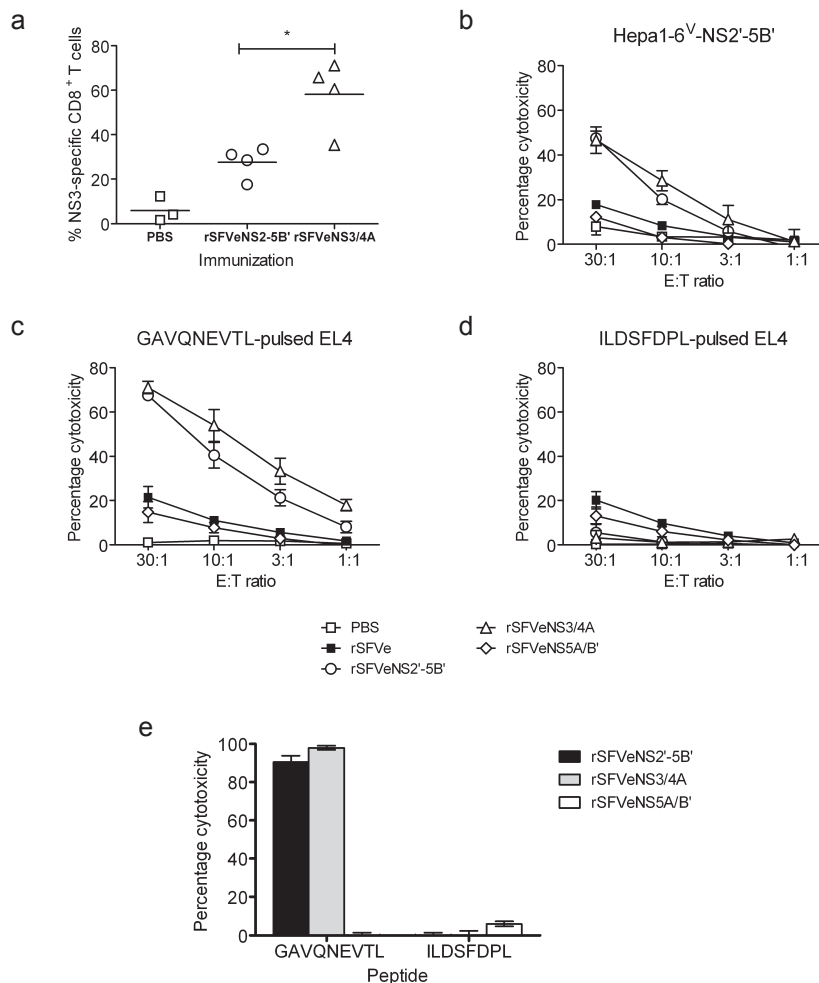 a
% NS3-specific CD8+ T cells
80
60
40
20
0
*
PBS rSFVeNS2-5B' rSFVeNS3/4A
Immunization
b
Hepa1-6V-NS2'-5B'
Percentage cytotoxicity
80
60
40
20
0
30:1 10:1 3:1 1:1
E:T ratio
c
GAVQNEVTL-pulsed EL4
Percentage cytotoxicity
80
60
40
20
0
30:1 10:1 3:1 1:1
E:T ratio
d
ILDSFDPL-pulsed EL4
Percentage cytotoxicity
80
60
40
20
0
30:1 10:1 3:1 1:1
E:T ratio
PBS
rSFVe
rSFVeNS2'-5B'
rSFVeNS3/4A
rSFVeNS5A/B'
e
Percentage cytotoxicity
100
80
60
40
20
0
GAVQNEVTL ILDSFDPL
Peptide
rSFVeNS2'-5B'
rSFVeNS3/4A
rSFVeNS5A/B'